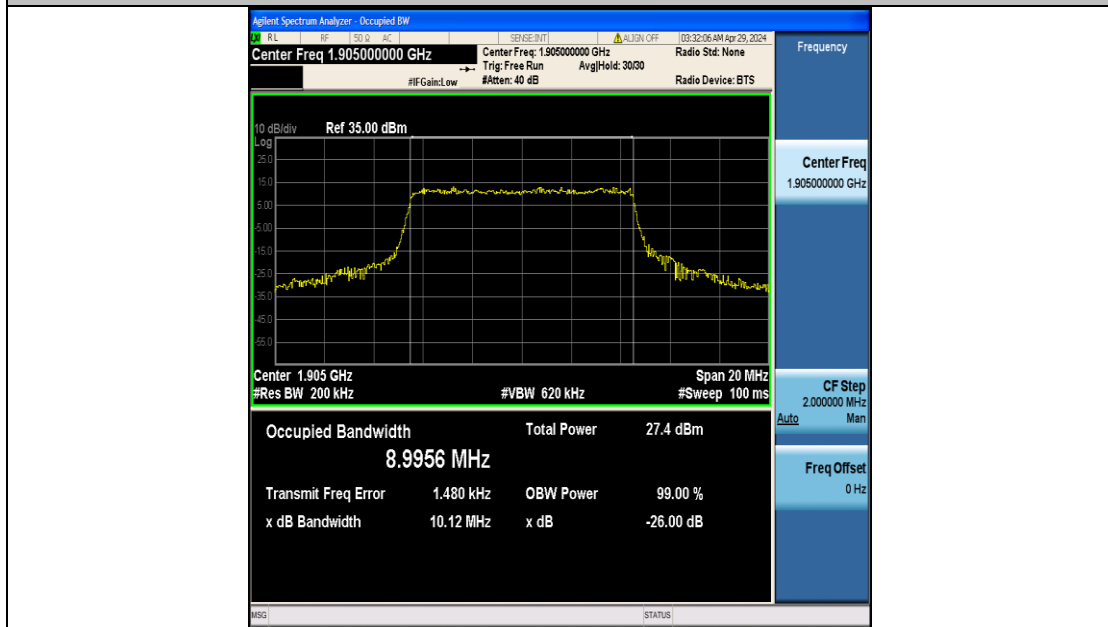 Agilent Spectrum Analyzer - Occupied BW
LXI RL RF 50 Ω AC SENSE:INT ALIGN OFF 03:32:06 AM Apr 29, 2024
Center Freq 1.905000000 GHz Center Freq: 1.905000000 GHz Radio Std: None
Trig: Free Run Avg|Hold: 30/30
#IFGain:Low #Atten: 40 dB Radio Device: BTS
10 dB/div Ref 35.00 dBm
Log
25.0
15.0
5.00
-5.00
-15.0
-25.0
-35.0
-45.0
-55.0
Center 1.905 GHz Span 20 MHz
#Res BW 200 kHz #VBW 620 kHz #Sweep 100 ms
Occupied Bandwidth Total Power 27.4 dBm
8.9956 MHz
Transmit Freq Error 1.480 kHz OBW Power 99.00 %
x dB Bandwidth 10.12 MHz x dB -26.00 dB
MSG STATUS
Frequency
Center Freq
1.905000000 GHz
CF Step
2.000000 MHz
Auto Man
Freq Offset
0 Hz